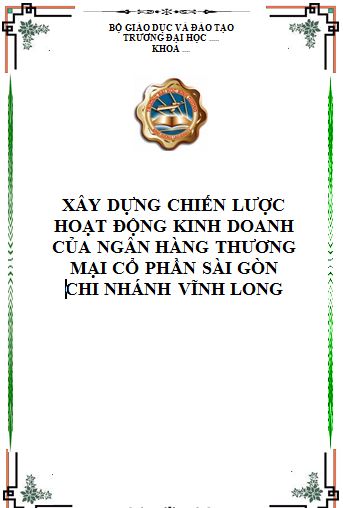 BỘ GIÁO DỤC VÀ ĐÀO TẠO
TRƯỜNG ĐẠI HỌC .....
KHOA ...
XÂY DỰNG CHIẾN LƯỢC
HOẠT ĐỘNG KINH DOANH
CỦA NGÂN HÀNG THƯƠNG
MẠI CỔ PHẦN SÀI GÒN
CHI NHÁNH VĨNH LONG